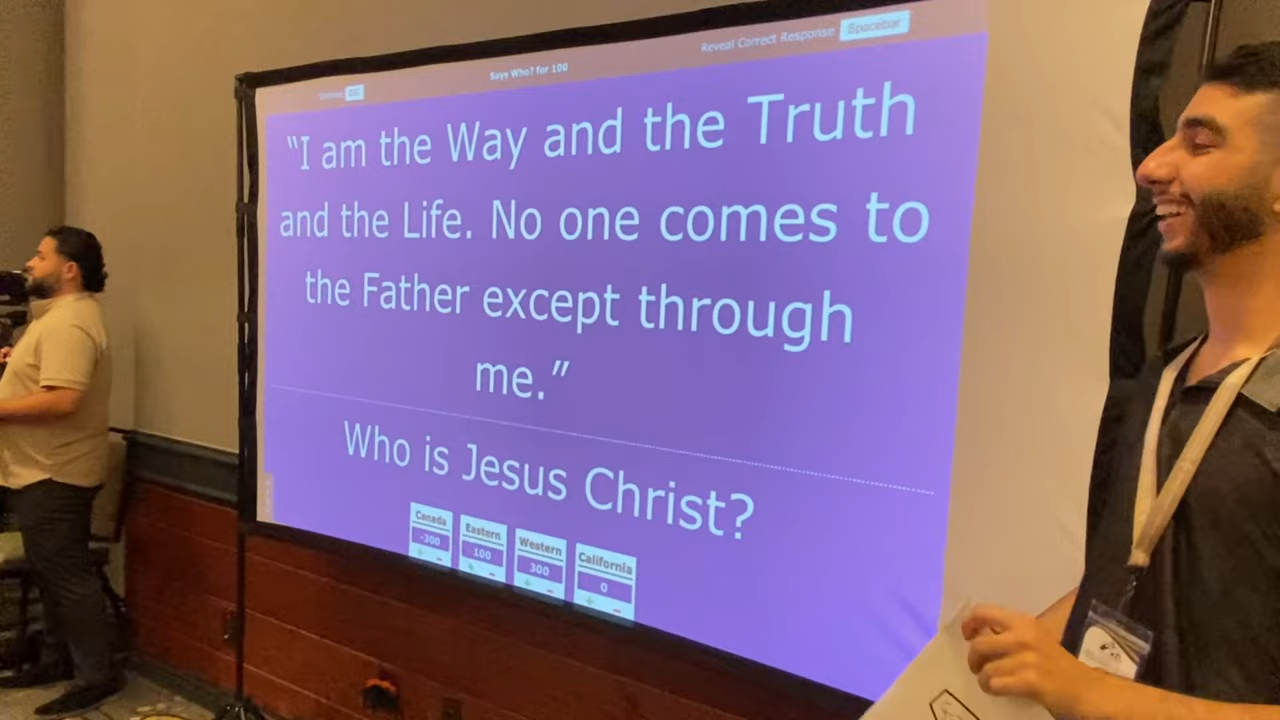 Says Who? for 100
Reveal Correct Response Spacebar
“I am the Way and the Truth
and the Life. No one comes to
the Father except through
me.”
Who is Jesus Christ?
Canada Eastern Western California
-300 100 300 0
+ - + - + - + -